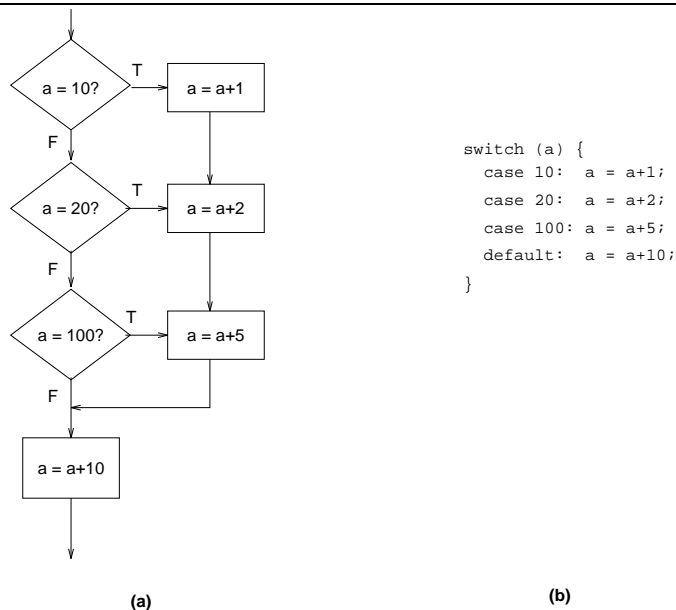 a = 10?
T
a = a+1
F
a = 20?
T
a = a+2
F
a = 100?
T
a = a+5
F
a = a+10
(a)
switch (a) {
case 10: a = a+1;
case 20: a = a+2;
case 100: a = a+5;
default: a = a+10;
}
(b)